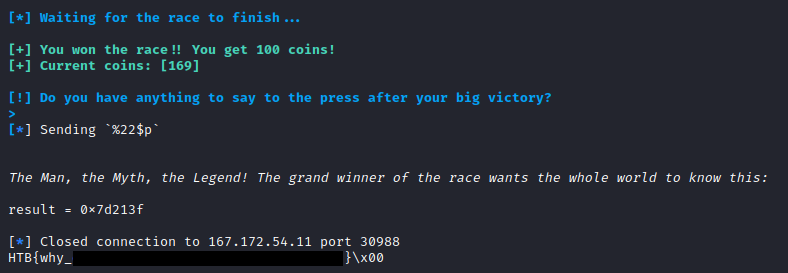 [*] Waiting for the race to finish...
[+] You won the race!! You get 100 coins!
[+] Current coins: [169]
[!] Do you have anything to say to the press after your big victory?
>
[*] Sending `%22$p`
The Man, the Myth, the Legend! The grand winner of the race wants the whole world to know this:
result = 0×7d213f
[*] Closed connection to 167.172.54.11 port 30988
HTB{why_}\x00